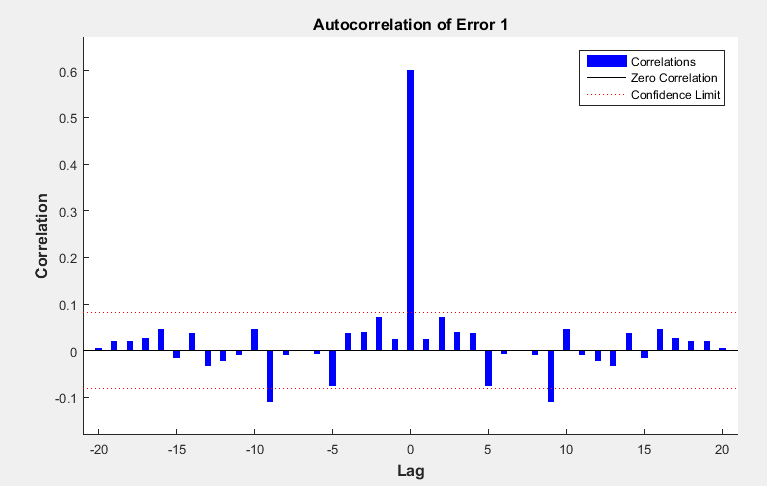 Autocorrelation of Error 1
Correlations
Zero Correlation
Confidence Limit
Correlation
0.6
0.5
0.4
0.3
0.2
0.1
0
-0.1
-20 -15 -10 -5 0 5 10 15 20
Lag